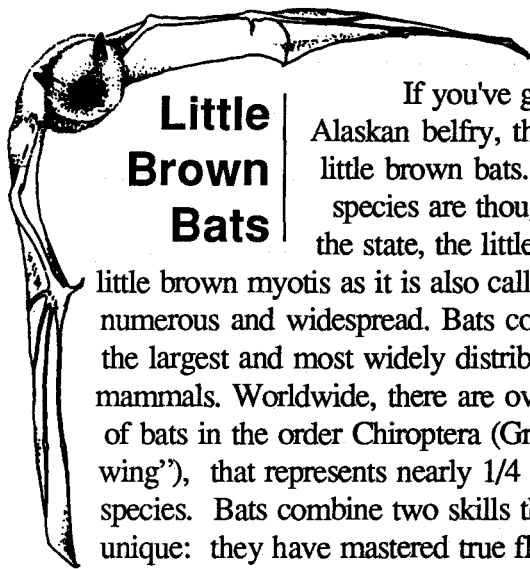 Little
Brown
Bats
If you've g
Alaskan belfry, th
little brown bats.
species are thou
the state, the little
little brown myotis as it is also call
numerous and widespread. Bats co
the largest and most widely distrib
mammals. Worldwide, there are ov
of bats in the order Chiroptera (Gr
wing”), that represents nearly 1/4
species. Bats combine two skills t
unique: they have mastered true fl